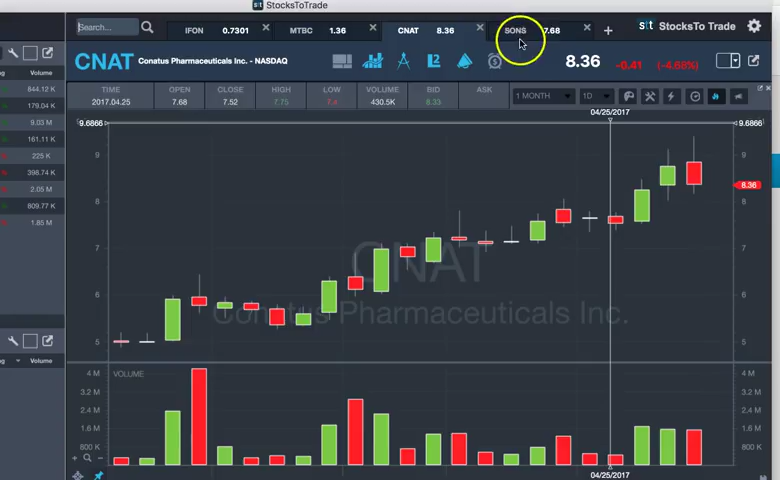 StocksToTrade
Search...
IFON 0.7301
MTBC 1.36
CNAT 8.36
SONS 7.68
st StocksToTrade
CNAT Conatus Pharmaceuticals Inc. - NASDAQ
L2
8.36 -0.41 (-4.68%)
Volume
844.12 K
179.04 K
9.03 M
161.11 K
225 K
398.74 K
2.05 M
809.77 K
1.85 M
TIME OPEN CLOSE HIGH LOW VOLUME BID ASK
2017.04.25 7.68 7.52 7.75 7.4 430.5K 8.33
1 MONTH 1D
04/25/2017
9.6866 9.6866
9 9
8.36
8 8
7 7
6 6
5 5
CNAT
Conatus Pharmaceuticals Inc.
Volume
VOLUME
4 M 4 M
3.2 M 3.2 M
2.4 M 2.4 M
1.6 M 1.6 M
800 K 800 K
04/25/2017